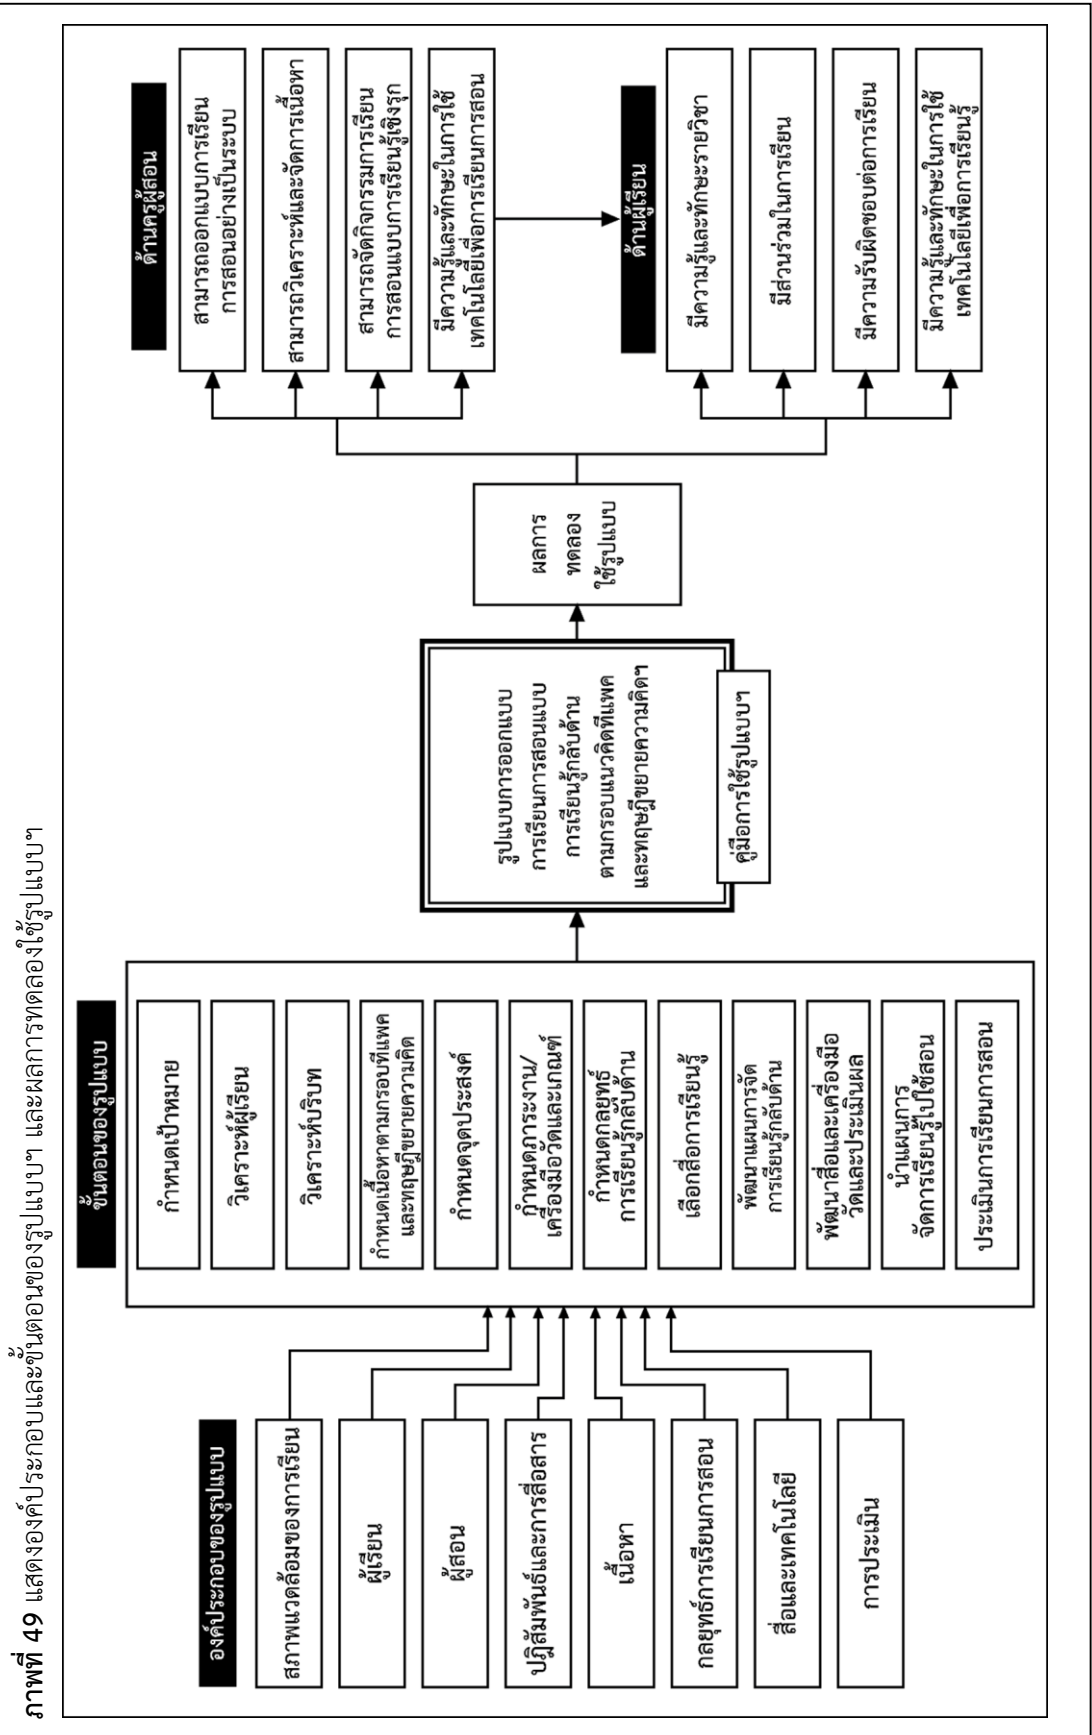 ภาพที่ 49 แสดงองค์ประกอบและขั้นตอนของรูปแบบฯ และผลการทดลองใช้รูปแบบฯ
องค์ประกอบของรูปแบบ
สภาพแวดล้อมของการเรียน
ผู้เรียน
ผู้สอน
ปฏิสัมพันธ์และการสื่อสาร
เนื้อหา
กลยุทธ์การเรียนการสอน
สื่อและเทคโนโลยี
การประเมิน
ขั้นตอนของรูปแบบ
กำหนดเป้าหมาย
วิเคราะห์ผู้เรียน
วิเคราะห์บริบท
กำหนดเนื้อหาตามกรอบทีแพค
และทฤษฎีขยายความคิด
กำหนดจุดประสงค์
กำหนดภาระงาน/
เครื่องมือวัดและเกณฑ์
กำหนดกลยุทธ์
การเรียนรู้กลับด้าน
เลือกสื่อการเรียนรู้
พัฒนาแผนการจัด
การเรียนรู้กลับด้าน
พัฒนาสื่อและเครื่องมือ
วัดและประเมินผล
นำแผนการ
จัดการเรียนรู้ไปใช้สอน
ประเมินการเรียนการสอน
รูปแบบการออกแบบ
การเรียนการสอนแบบ
การเรียนรู้กลับด้าน
ตามกรอบแนวคิดทีแพค
และทฤษฎีขยายความคิดฯ
คู่มือการใช้รูปแบบฯ
ผลการ
ทดลอง
ใช้รูปแบบ
ด้านครูผู้สอน
สามารถออกแบบการเรียน
การสอนอย่างเป็นระบบ
สามารถวิเคราะห์และจัดการเนื้อหา
สามารถจัดกิจกรรมการเรียน
การสอนแบบการเรียนรู้เชิงรุก
มีความรู้และทักษะในการใช้
เทคโนโลยีเพื่อการเรียนการสอน
ด้านผู้เรียน
มีความรู้และทักษะรายวิชา
มีส่วนร่วมในการเรียน
มีความรับผิดชอบต่อการเรียน
มีความรู้และทักษะในการใช้
เทคโนโลยีเพื่อการเรียนรู้